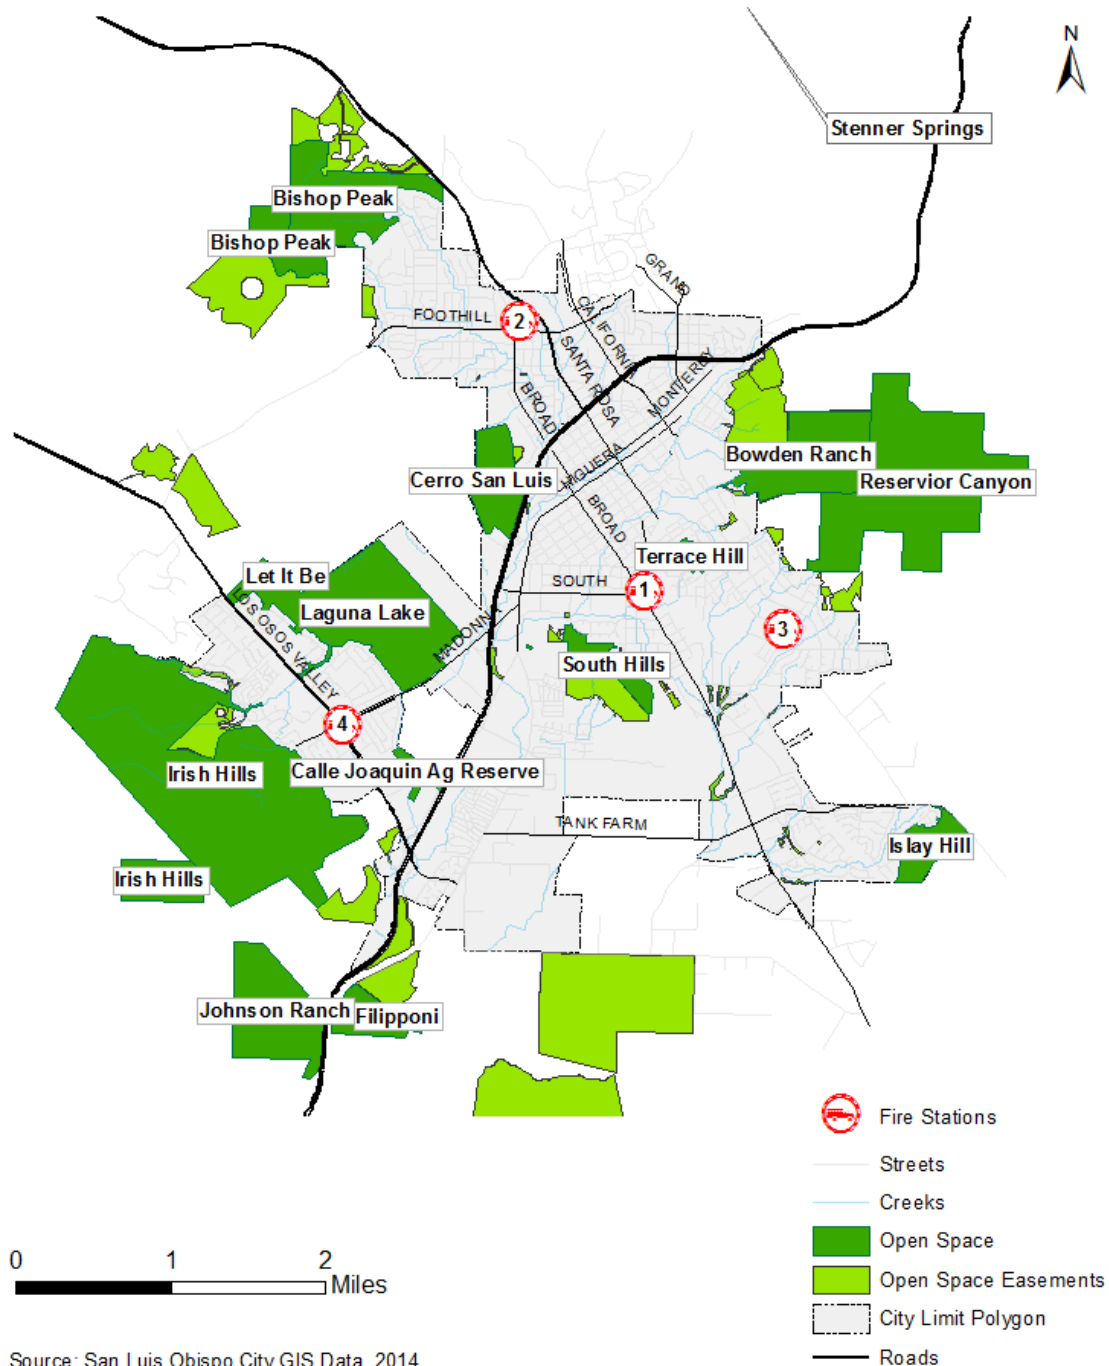 N
Stenner Springs
Bishop Peak
Bishop Peak
GRAND
FOOTHILL
2
CALIFORNIA
SANTA ROSA
MONTEREY
BROAD
Bowden Ranch
HIGUERA
Cerro San Luis
Reservior Canyon
BROAD
Terrace Hill
Let It Be
SOUTH
1
Laguna Lake
LOS OSOS VALLEY
MADONN
3
South Hills
4
Irish Hills
Calle Joaquin Ag Reserve
TANK FARM
Islay Hill
Irish Hills
Johnson Ranch
Filipponi
Fire Stations
Streets
Creeks
Open Space
Open Space Easements
City Limit Polygon
Roads
0 1 2
Miles
Source: San Luis Obispo City GIS Data, 2014